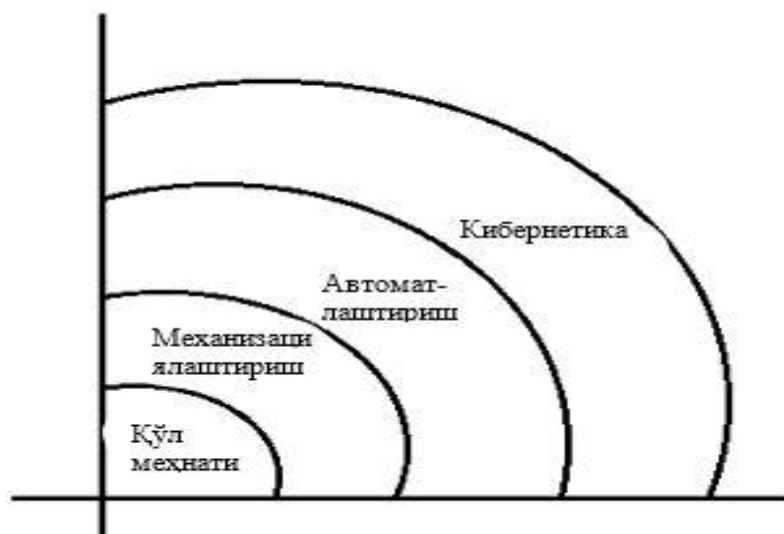 Кибернетика
Автомат-
лаштириш
Механизаци
ялаштириш
Қўл
меҳнати